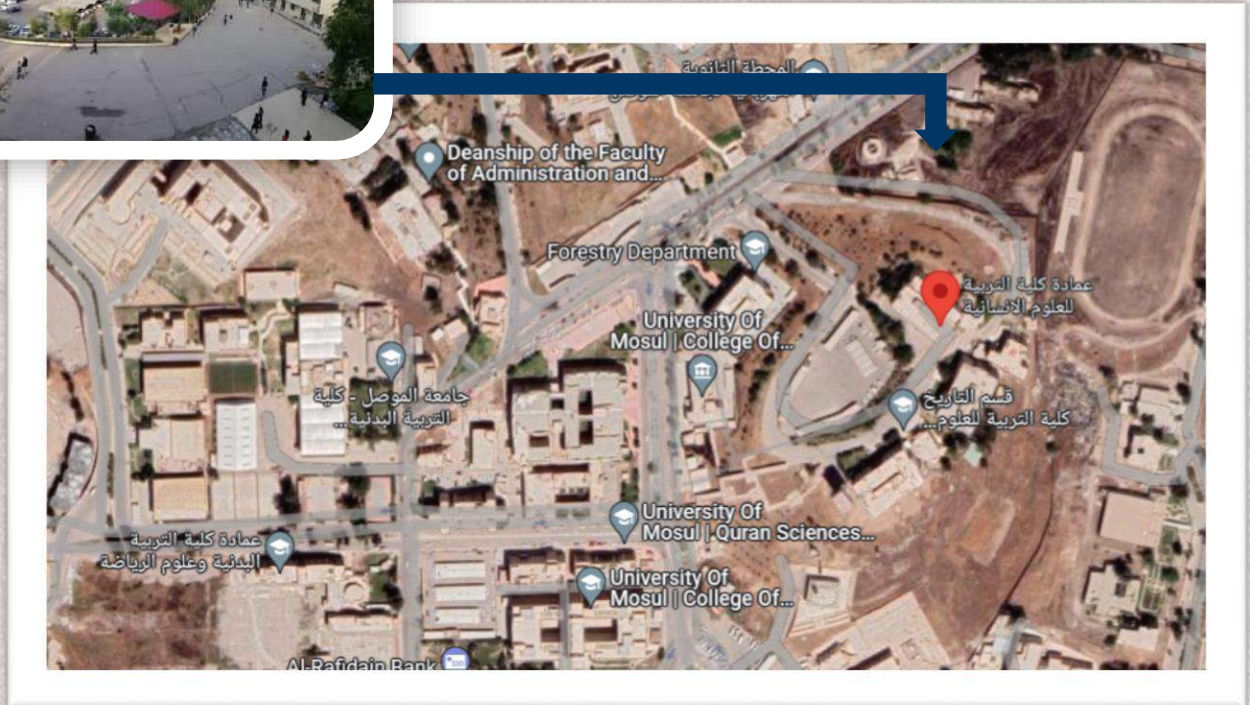 المحطة الثانوية
Deanship of the Faculty
of Administration and...
Forestry Department
عمادة كلية التربية
للعلوم الانسانية
University Of
Mosul | College Of...
جامعة الموصل - كلية
التربية البدنية...
قسم التاريخ
كلية التربية للعلوم...
University Of
Mosul | Quran Sciences...
عمادة كلية التربية
البدنية وعلوم الرياضة
University Of
Mosul | College Of...
Al-Rafidain Bank